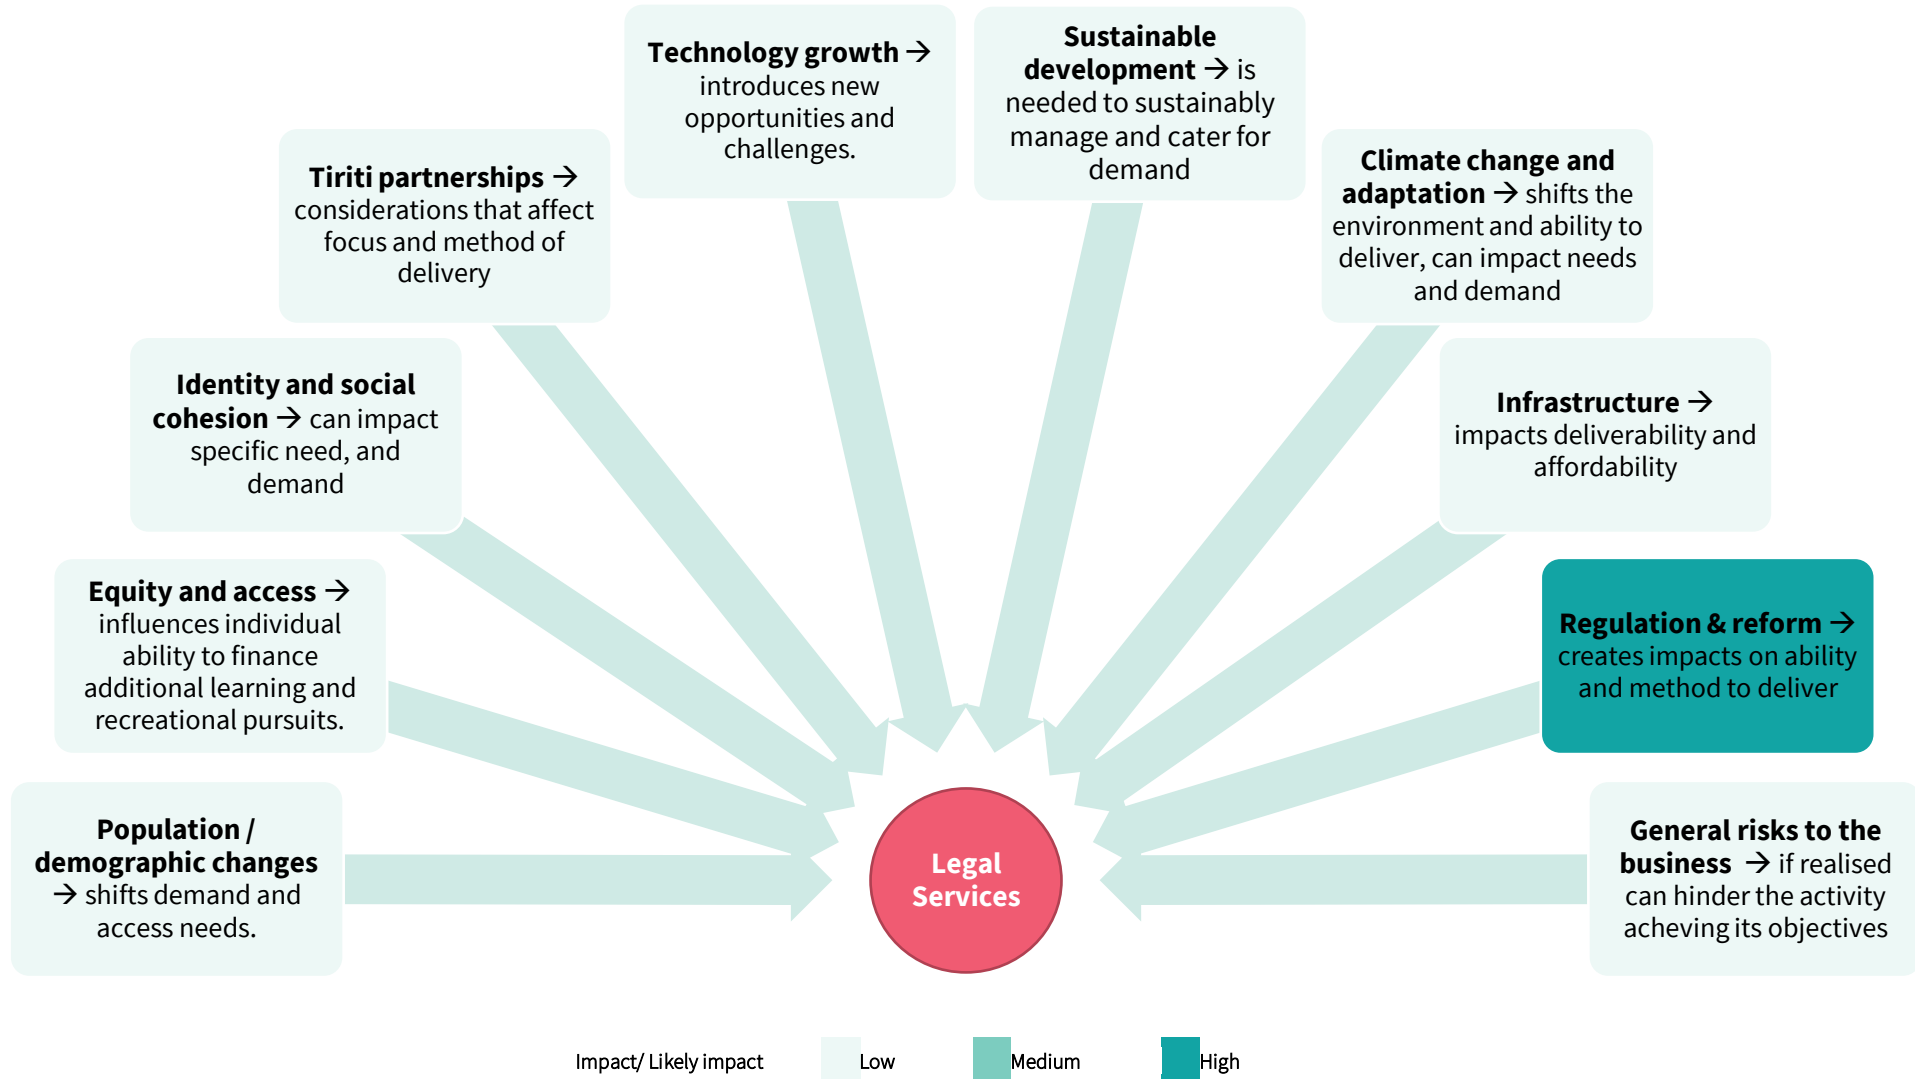 Technology growth →
introduces new
opportunities and
challenges.
Sustainable
development → is
needed to sustainably
manage and cater for
demand
Tiriti partnerships →
considerations that affect
focus and method of
delivery
Climate change and
adaptation → shifts the
environment and ability to
deliver, can impact needs
and demand
Identity and social
cohesion → can impact
specific need, and
demand
Infrastructure →
impacts deliverability and
affordability
Equity and access →
influences individual
ability to finance
additional learning and
recreational pursuits.
Regulation & reform →
creates impacts on ability
and method to deliver
Population /
demographic changes
→ shifts demand and
access needs.
Legal
Services
General risks to the
business → if realised
can hinder the activity
acheving its objectives
Impact/ Likely impact
Low
Medium
High